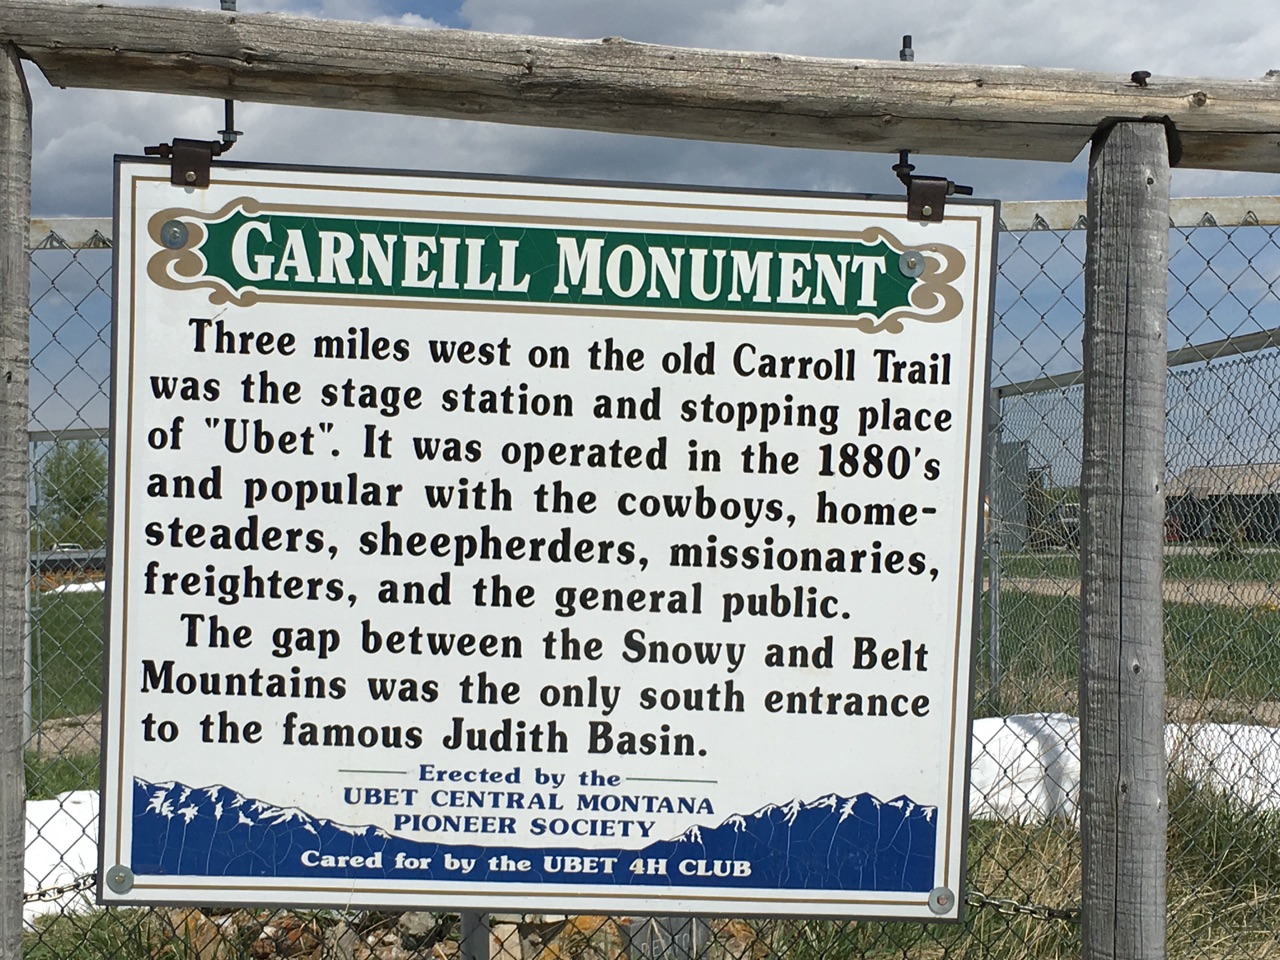 GARNEILL MONUMENT
Three miles west on the old Carroll Trail
was the stage station and stopping place
of "Ubet". It was operated in the 1880's
and popular with the cowboys, home-
steaders, sheepherders, missionaries,
freighters, and the general public.
The gap between the Snowy and Belt
Mountains was the only south entrance
to the famous Judith Basin.
Erected by the
UBET CENTRAL MONTANA
PIONEER SOCIETY
Cared for by the UBET 4H CLUB